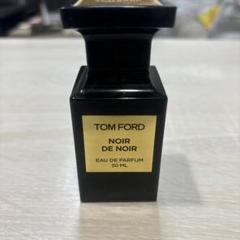 TOM FORD
NOIR
DE NOIR
EAU DE PARFUM
50 ML